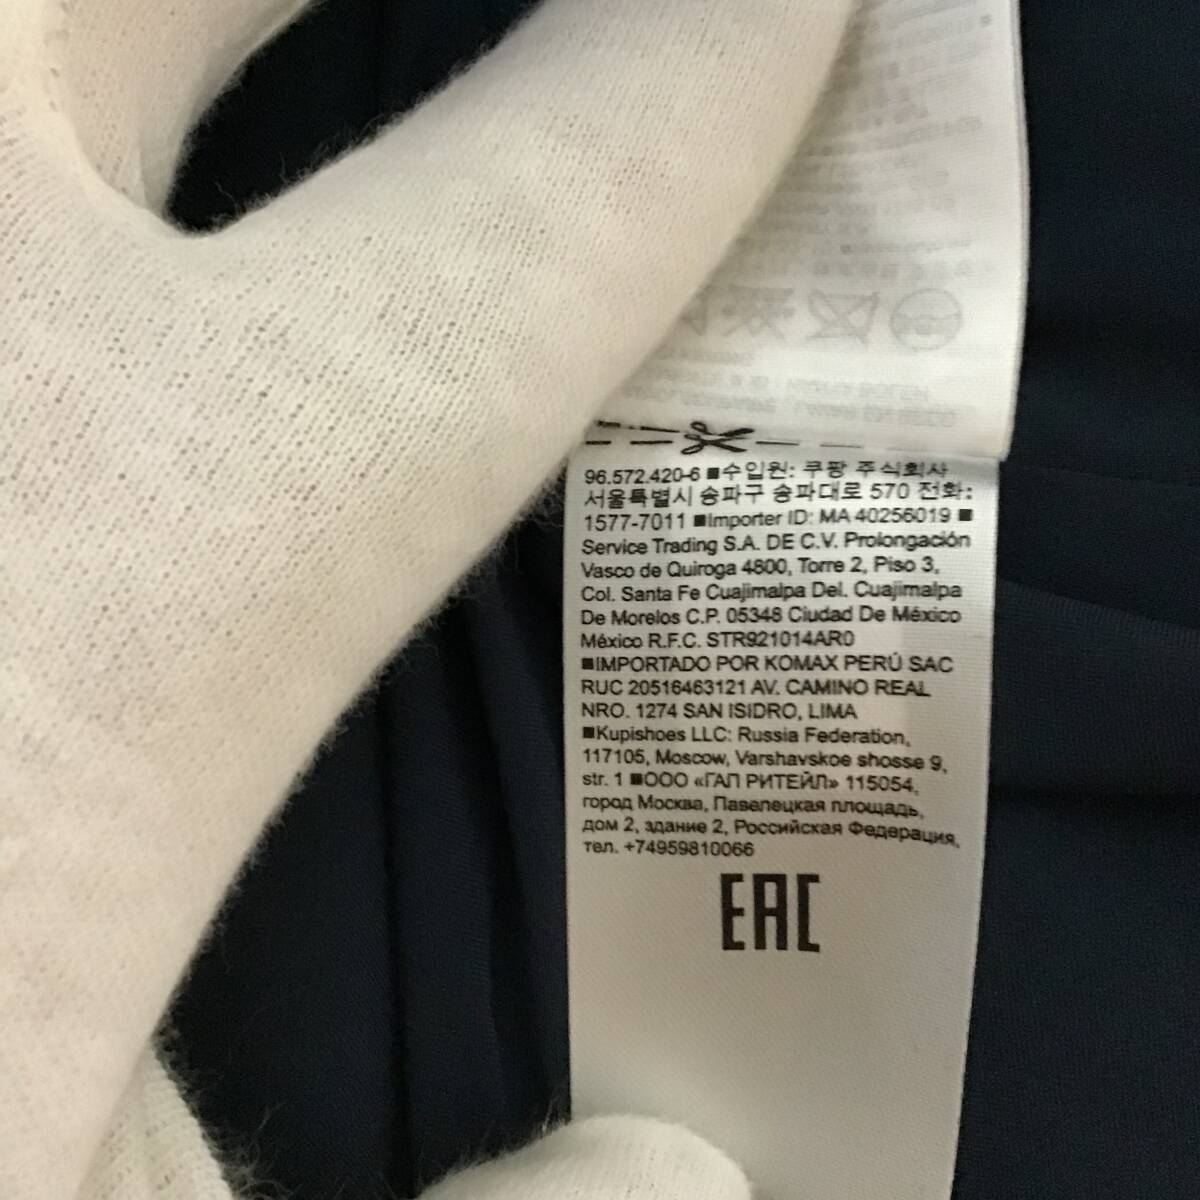 96.572.420-6 ■수입원: 쿠팡 주식회사
서울특별시 송파구 송파대로 570 전화:
1577-7011 ■Importer ID: MA 40256019 ■
Service Trading S.A. DE C.V. Prolongación
Vasco de Quiroga 4800, Torre 2, Piso 3,
Col. Santa Fe Cuajimalpa Del. Cuajimalpa
De Morelos C.P. 05348 Ciudad De México
México R.F.C. STR921014AR0
■IMPORTADO POR KOMAX PERÚ SAC
RUC 20516463121 AV. CAMINO REAL
NRO. 1274 SAN ISIDRO, LIMA
■Kupishoes LLC: Russia Federation,
117105, Moscow, Varshavskoe shosse 9,
str. 1 ■ООО «ГАП РИТЕЙЛ» 115054,
город Москва, Павелецкая площадь,
дом 2, здание 2, Российская Федерация,
тел. +74959810066
EAC